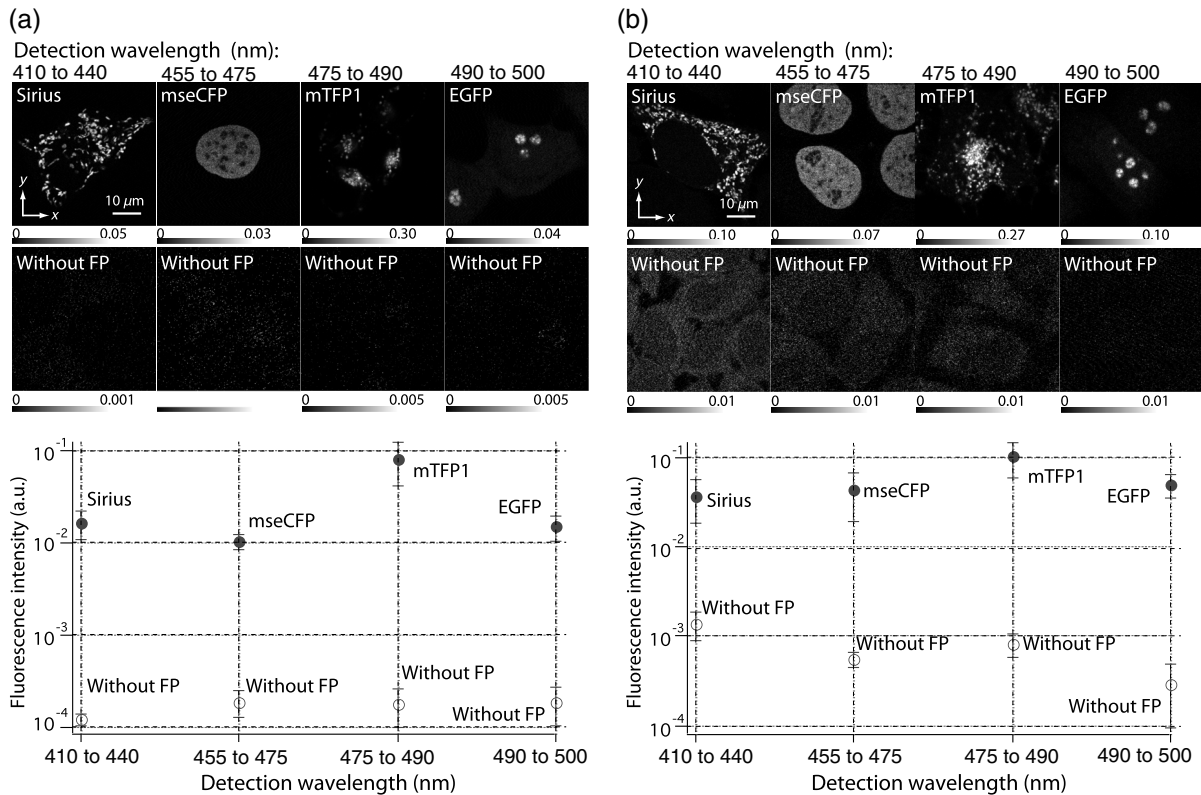 (a)
Detection wavelength (nm):
410 to 440 455 to 475 475 to 490 490 to 500
Sirius mseCFP mTFP1 EGFP
y
x
10 µm
0 0.05 0 0.03 0 0.30 0 0.04
Without FP Without FP Without FP Without FP
0 0.001 0 0.005 0 0.005
10-1
10-2
10-3
10-4
Fluorescence intensity (a.u.)
mTFP1
Sirius
mseCFP
EGFP
Without FP
Without FP
Without FP
Without FP
410 to 440 455 to 475 475 to 490 490 to 500
Detection wavelength (nm)
(b)
Detection wavelength (nm):
410 to 440 455 to 475 475 to 490 490 to 500
Sirius mseCFP mTFP1 EGFP
y
x
10 µm
0 0.10 0 0.07 0 0.27 0 0.10
Without FP Without FP Without FP Without FP
0 0.01 0 0.01 0 0.01 0 0.01
10-1
10-2
10-3
10-4
Fluorescence intensity (a.u.)
mTFP1
Sirius
mseCFP
EGFP
Without FP
Without FP
Without FP
Without FP
410 to 440 455 to 475 475 to 490 490 to 500
Detection wavelength (nm)